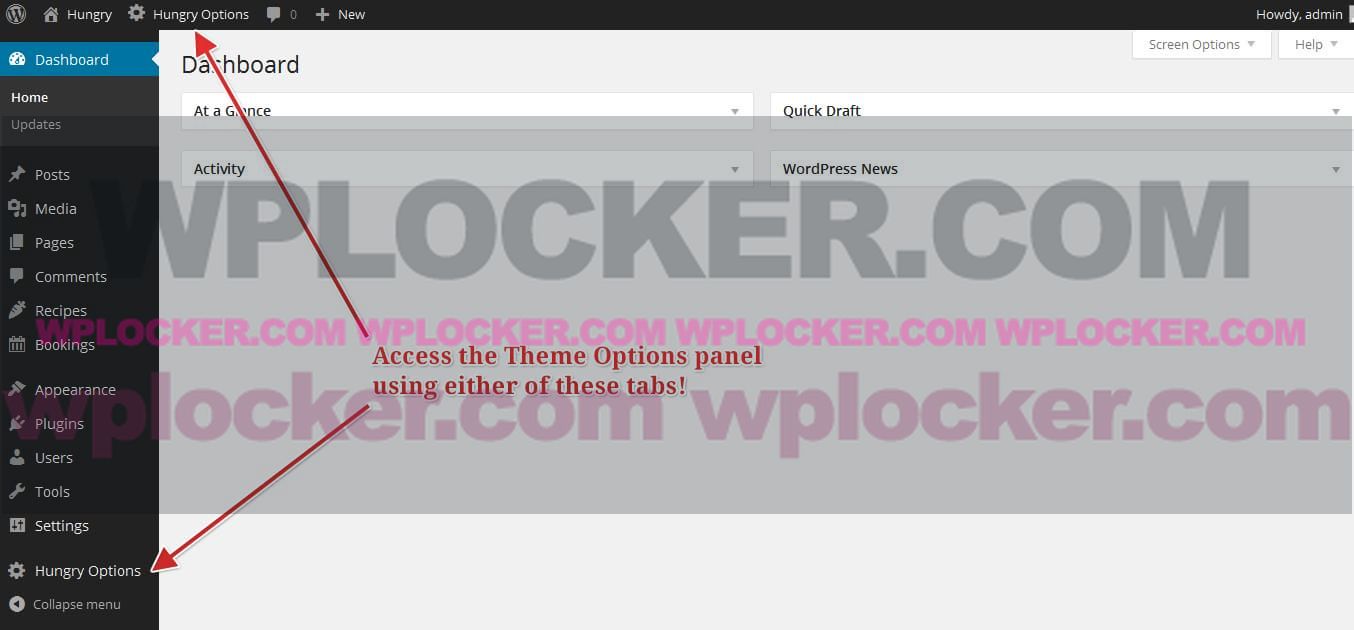 Hungry Hungry Options 0 New Howdy, admin
Dashboard
Screen Options Help
Dashboard
Home
Updates
At a Glance
Quick Draft
Activity
WordPress News
Posts
Media
Pages
Comments
Recipes
Bookings
Appearance
Plugins
Users
Tools
Settings
Hungry Options
Collapse menu
WPLOCKER.COM
WPLOCKER.COM WPLOCKER.COM WPLOCKER.COM WPLOCKER.COM
Access the Theme Options panel
using either of these tabs!
wplocker.com wplocker.com